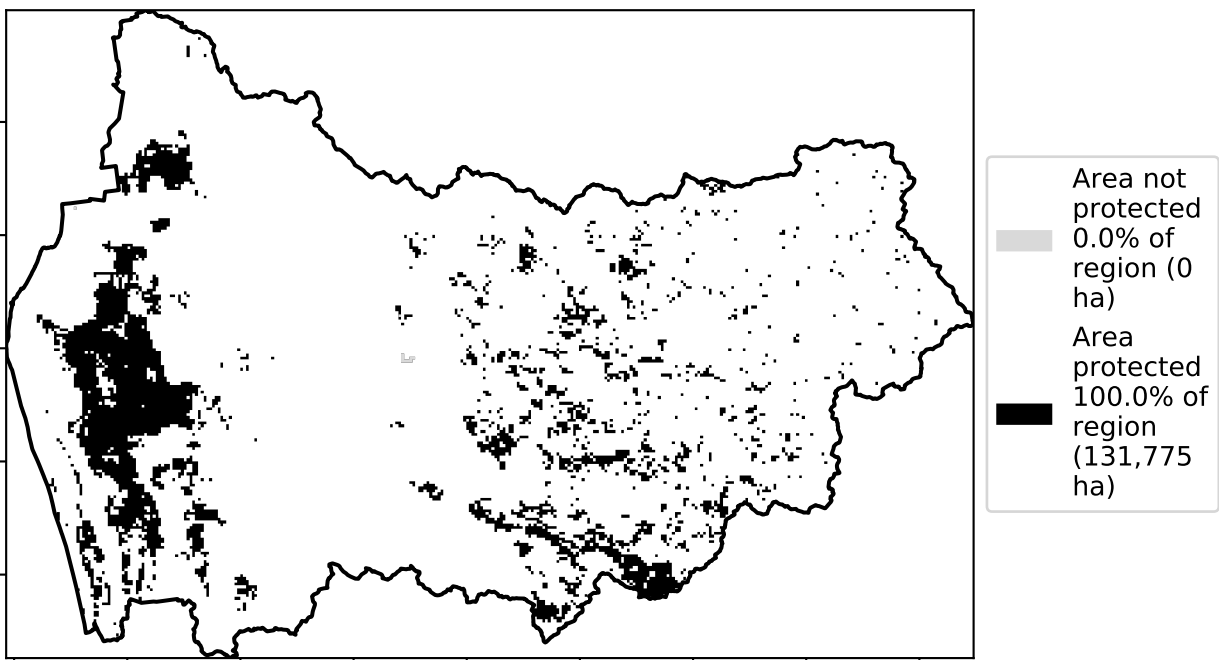 Area not
protected
0.0% of
region (0
ha)
Area
protected
100.0% of
region
(131,775
ha)